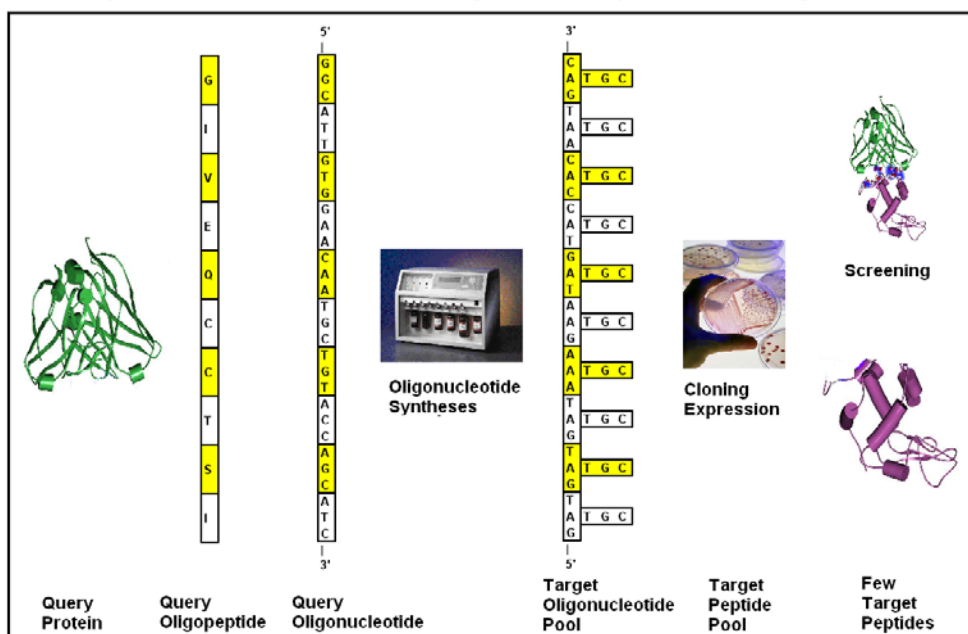 5'
3'
G
I
V
E
Q
C
C
T
S
I
G
G
C
A
T
T
G
T
G
G
A
A
C
A
A
T
G
C
T
G
T
A
C
C
A
G
C
A
T
C
3'
Oligonucleotide
Syntheses
C
A
G
T
A
A
C
A
C
C
A
T
G
A
T
A
A
G
A
A
A
T
A
G
T
A
G
T
A
G
5'
T G C
T G C
T G C
T G C
T G C
T G C
T G C
T G C
T G C
T G C
Cloning
Expression
Screening
Query
Protein
Query
Oligopeptide
Query
Oligonucleotide
Target
Oligonucleotide
Pool
Target
Peptide
Pool
Few
Target
Peptides